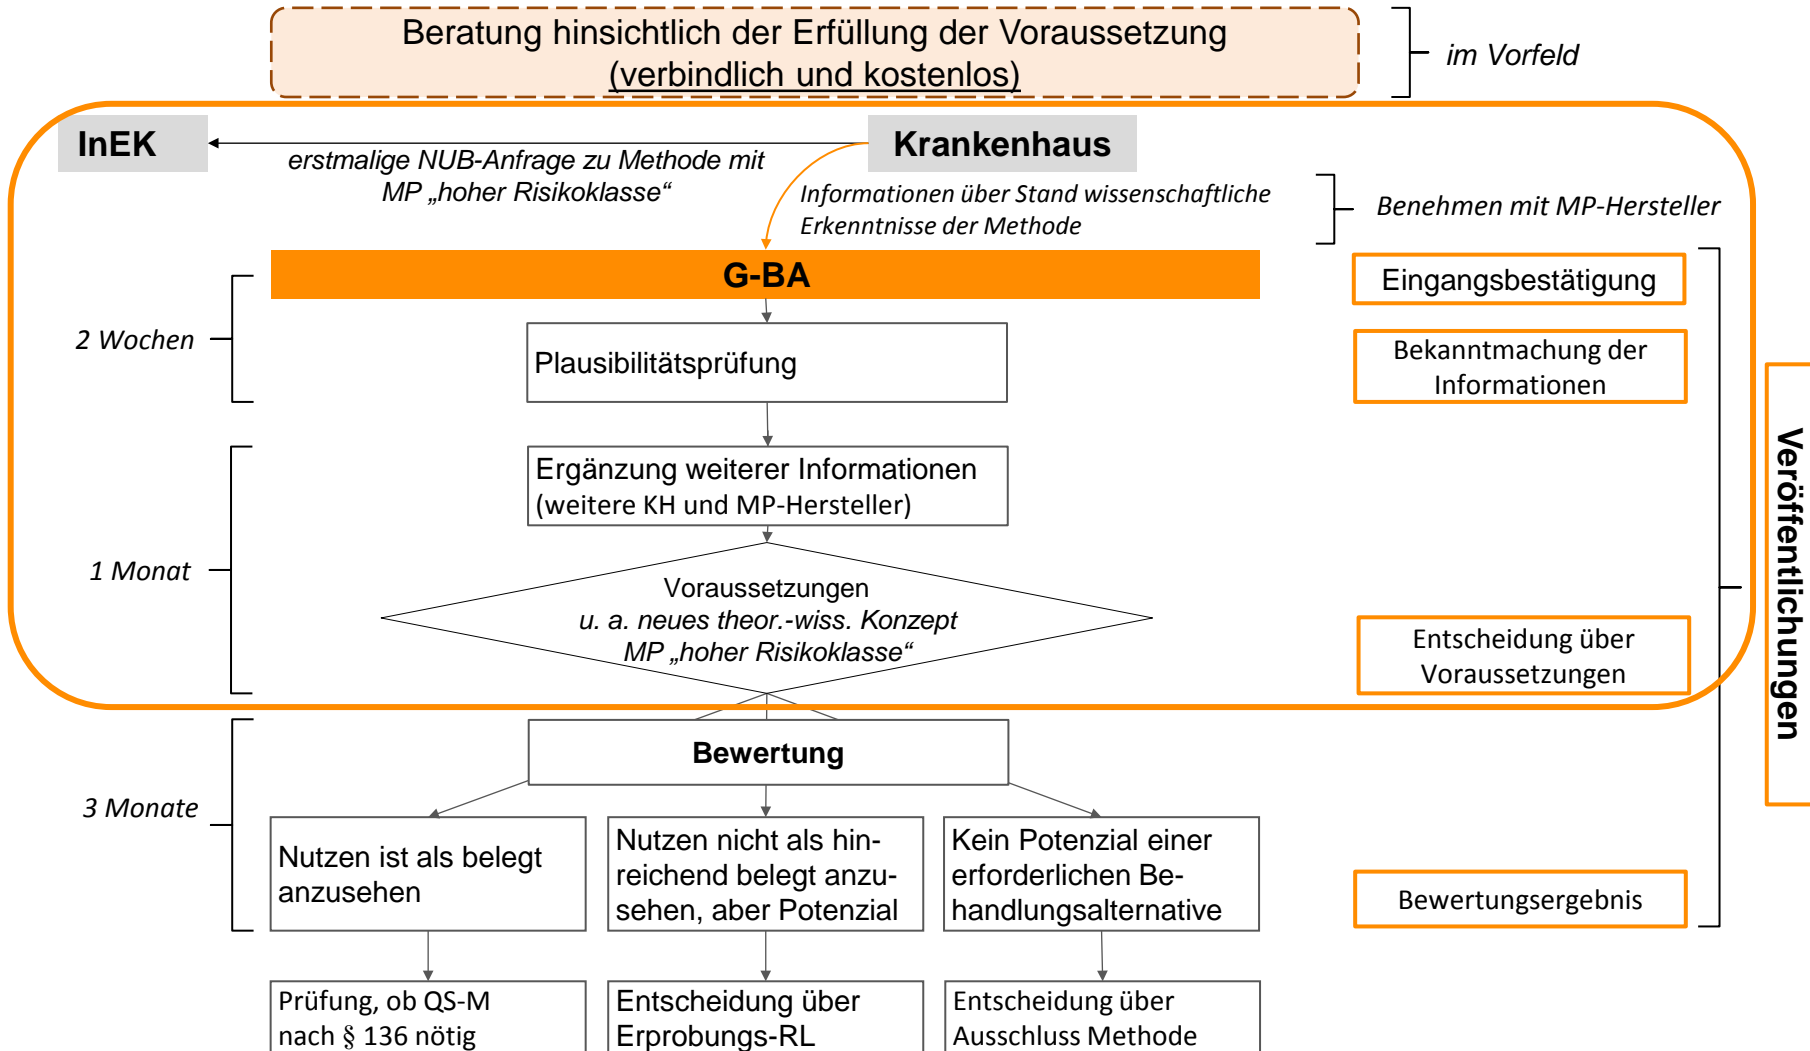 Beratung hinsichtlich der Erfüllung der Voraussetzung
(verbindlich und kostenlos)
im Vorfeld
InEK
Krankenhaus
erstmalige NUB-Anfrage zu Methode mit
MP „hoher Risikoklasse“
Informationen über Stand wissenschaftliche
Erkenntnisse der Methode
Benehmen mit MP-Hersteller
G-BA
Eingangsbestätigung
2 Wochen
Plausibilitätsprüfung
Bekanntmachung der
Informationen
Ergänzung weiterer Informationen
(weitere KH und MP-Hersteller)
1 Monat
Voraussetzungen
u. a. neues theor.-wiss. Konzept
MP „hoher Risikoklasse“
Entscheidung über
Voraussetzungen
Veröffentlichungen
Bewertung
3 Monate
Nutzen ist als belegt
anzusehen
Nutzen nicht als hin-
reichend belegt anzu-
sehen, aber Potenzial
Kein Potenzial einer
erforderlichen Be-
handlungsalternative
Bewertungsergebnis
Prüfung, ob QS-M
nach § 136 nötig
Entscheidung über
Erprobungs-RL
Entscheidung über
Ausschluss Methode